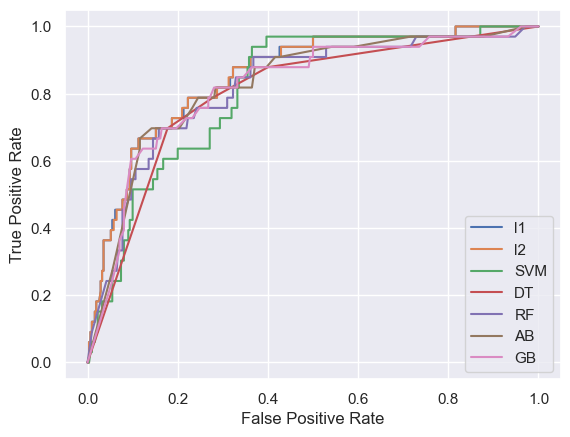 1.0
0.8
0.6
0.4
0.2
0.0
True Positive Rate
0.0 0.2 0.4 0.6 0.8 1.0
False Positive Rate
l1
l2
SVM
DT
RF
AB
GB